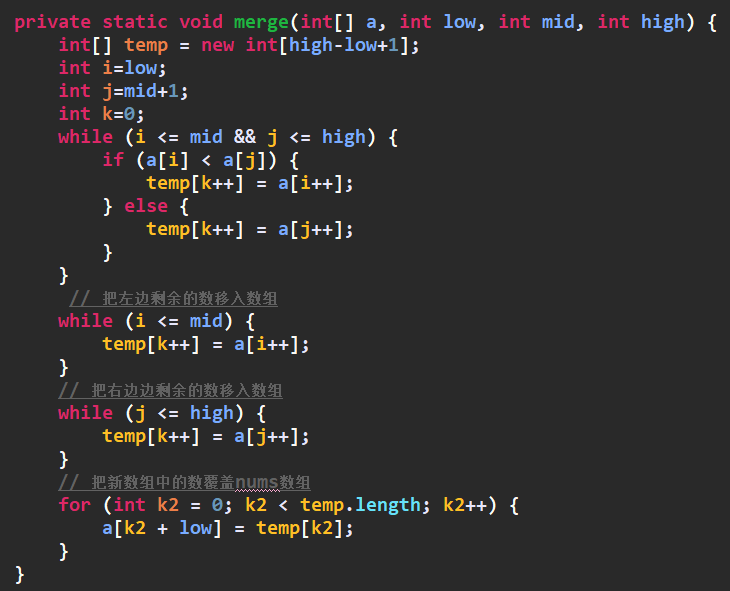 private static void merge(int[] a, int low, int mid, int high) {
    int[] temp = new int[high-low+1];
    int i=low;
    int j=mid+1;
    int k=0;
    while (i <= mid && j <= high) {
        if (a[i] < a[j]) {
            temp[k++] = a[i++];
        } else {
            temp[k++] = a[j++];
        }
    }
     // 把左边剩余的数移入数组
    while (i <= mid) {
        temp[k++] = a[i++];
    }
    // 把右边边剩余的数移入数组
    while (j <= high) {
        temp[k++] = a[j++];
    }
    // 把新数组中的数覆盖nums数组
    for (int k2 = 0; k2 < temp.length; k2++) {
        a[k2 + low] = temp[k2];
    }
}